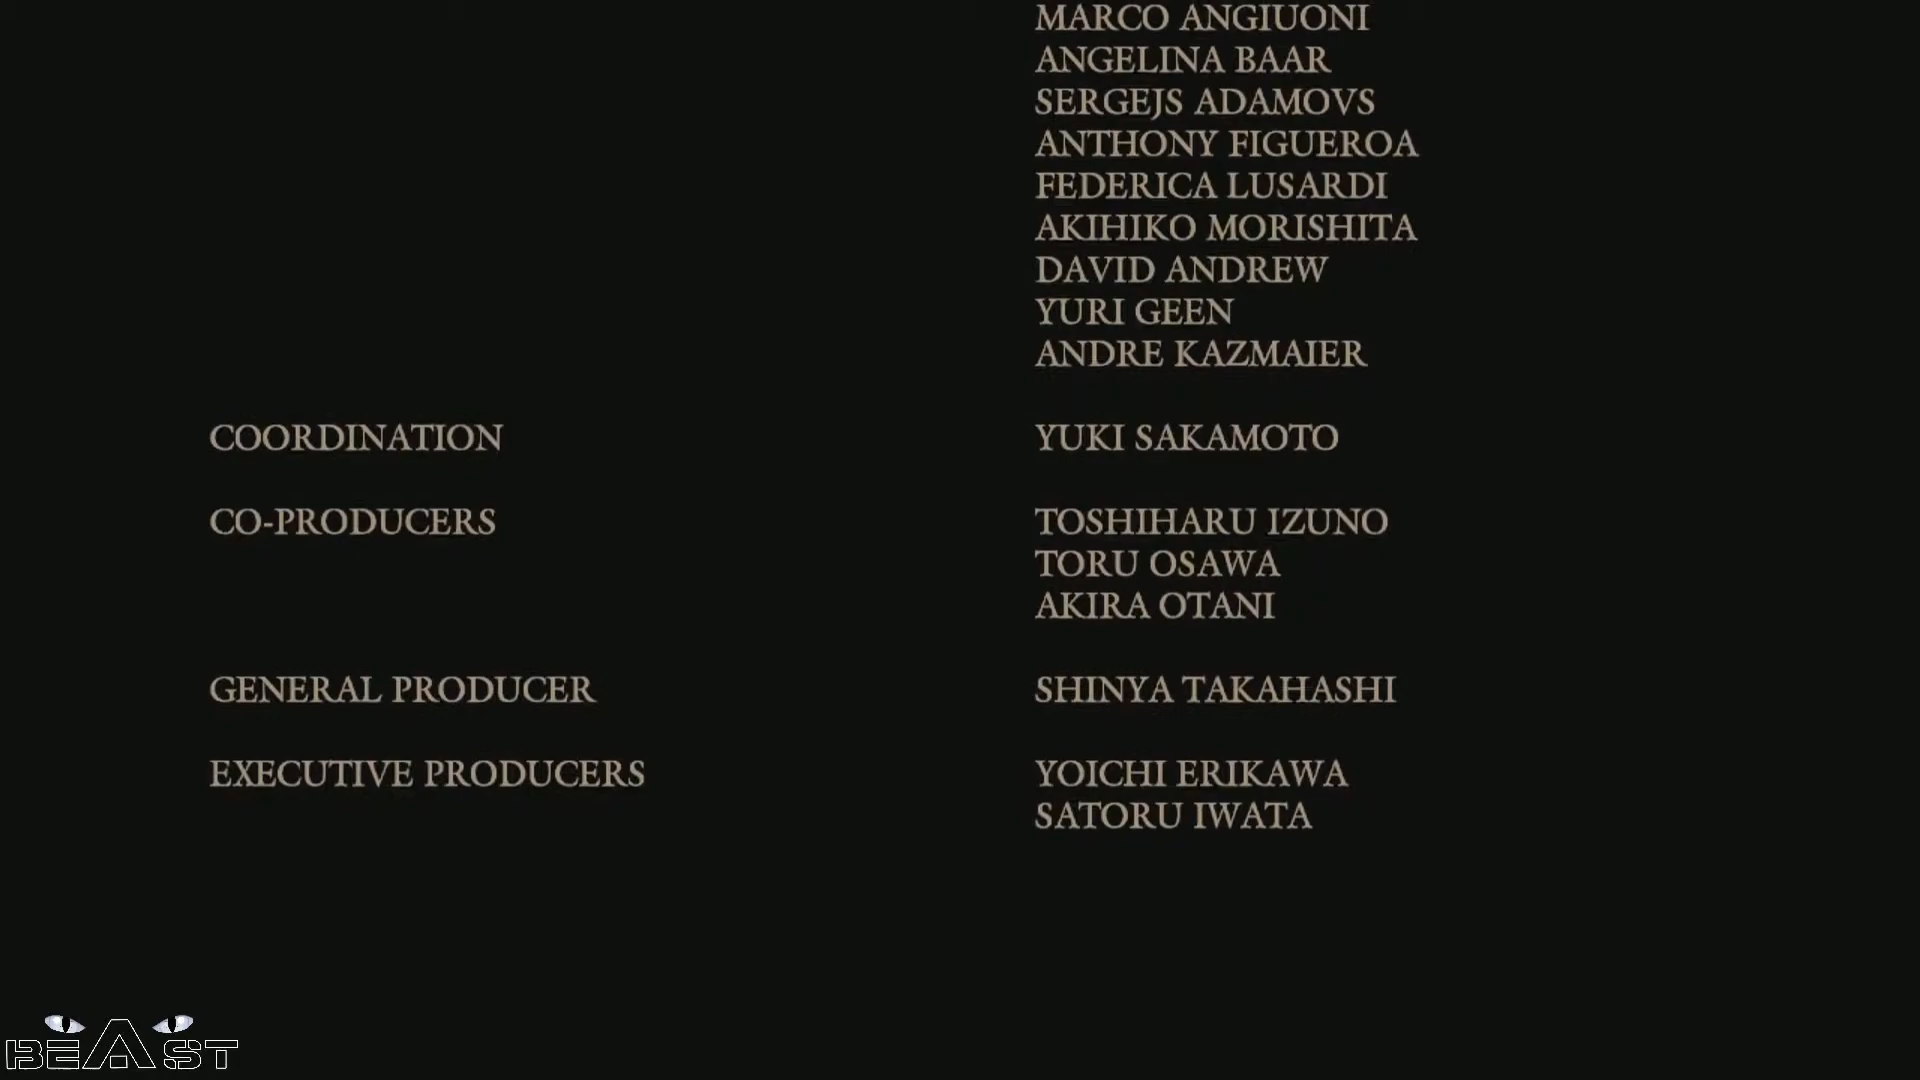 MARCO ANGIUONI
ANGELINA BAAR
SERGEJS ADAMOVS
ANTHONY FIGUEROA
FEDERICA LUSARDI
AKIHIKO MORISHITA
DAVID ANDREW
YURI GEEN
ANDRE KAZMAIER
COORDINATION YUKI SAKAMOTO
CO-PRODUCERS TOSHIHARU IZUNO
TORU OSAWA
AKIRA OTANI
GENERAL PRODUCER SHINYA TAKAHASHI
EXECUTIVE PRODUCERS YOICHI ERIKAWA
SATORU IWATA
BEAST